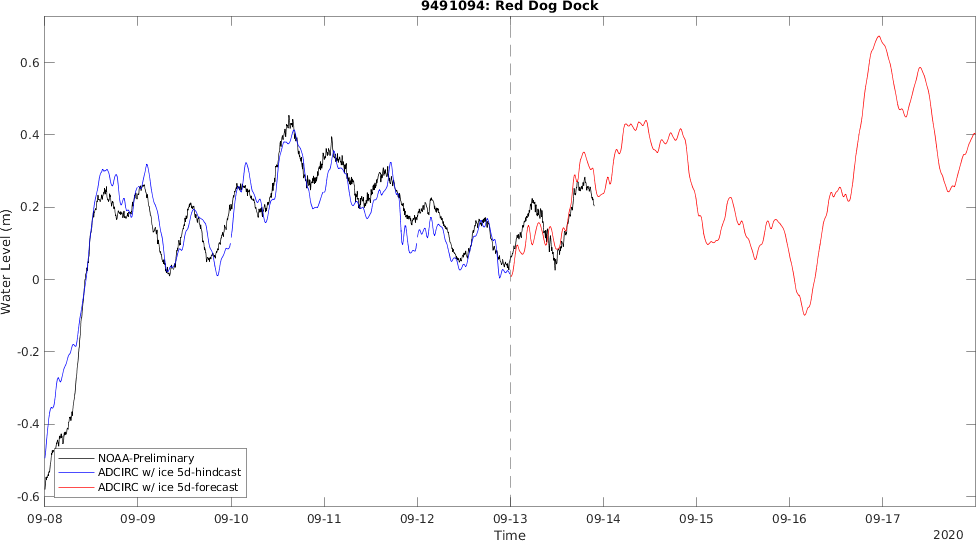 9491094: Red Dog Dock
Water Level (m)
0.6
0.4
0.2
0
-0.2
-0.4
-0.6
NOAA-Preliminary
ADCIRC w/ ice 5d-hindcast
ADCIRC w/ ice 5d-forecast
09-08 09-09 09-10 09-11 09-12 09-13 09-14 09-15 09-16 09-17
Time
2020